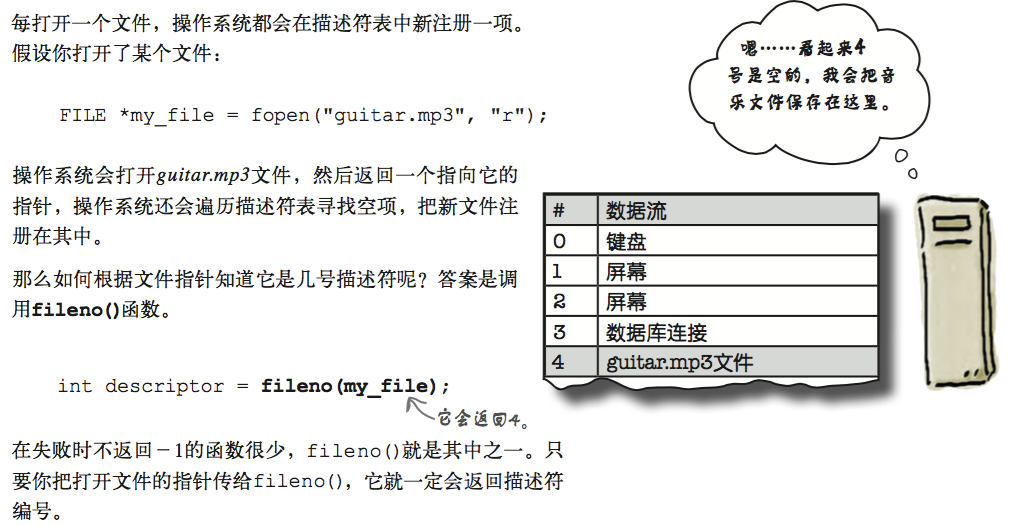 每打开一个文件，操作系统都会在描述符表中新注册一项。
假设你打开了某个文件：
FILE *my_file = fopen("guitar.mp3", "r");
操作系统会打开guitar.mp3文件，然后返回一个指向它的
指针，操作系统还会遍历描述符表寻找空项，把新文件注
册在其中。
那么如何根据文件指针知道它是几号描述符呢？答案是调
用fileno()函数。
int descriptor = fileno(my_file);
它会返回4。
在失败时不返回－1的函数很少，fileno()就是其中之一。只
要你把打开文件的指针传给fileno()，它就一定会返回描述符
编号。
嗯……看起来4
号是空的，我会把音
乐文件保存在这里。
# 数据流
0 键盘
1 屏幕
2 屏幕
3 数据库连接
4 guitar.mp3文件